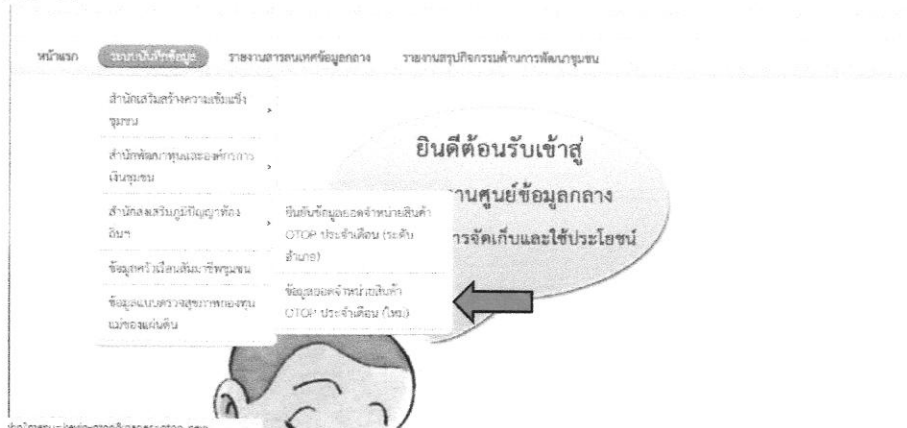 หน้าแรก
ระบบบันทึกข้อมูล
รายงานสารสนเทศข้อมูลกลาง
รายงานสรุปกิจกรรมด้านการพัฒนาชุมชน
สำนักเสริมสร้างความเข้มแข็ง
ชุมชน
สำนักพัฒนาทุนและองค์กรการ
เงินชุมชน
สำนักส่งเสริมภูมิปัญญาท้อง
ถิ่นฯ
ข้อมูลครัวเรือนสัมมาชีพชุมชน
ข้อมูลแบบตรวจสุขภาพกองทุน
แม่ของแผ่นดิน
ยืนยันข้อมูลยอดจำหน่ายสินค้า
OTOP ประจำเดือน (ระดับ
อำเภอ)
ข้อมูลยอดจำหน่ายสินค้า
OTOP ประจำเดือน (ใหม่)
ยินดีต้อนรับเข้าสู่
านศูนย์ข้อมูลกลาง
ารจัดเก็บและใช้ประโยชน์